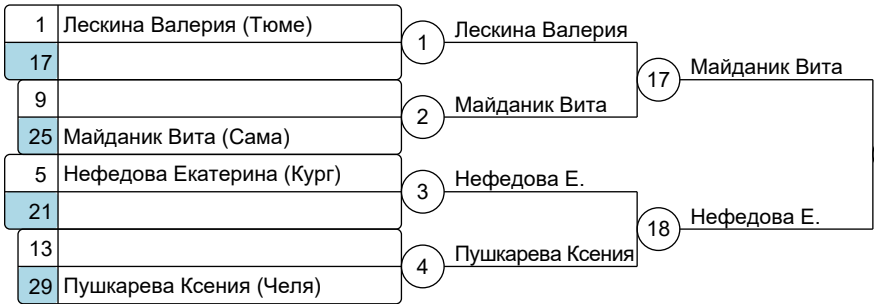 1 Лескина Валерия (Тюме)
17
9
25 Майданик Вита (Сама)
5 Нефедова Екатерина (Кург)
21
13
29 Пушкарева Ксения (Челя)
1 Лескина Валерия
2 Майданик Вита
3 Нефедова Е.
4 Пушкарева Ксения
17 Майданик Вита
18 Нефедова Е.